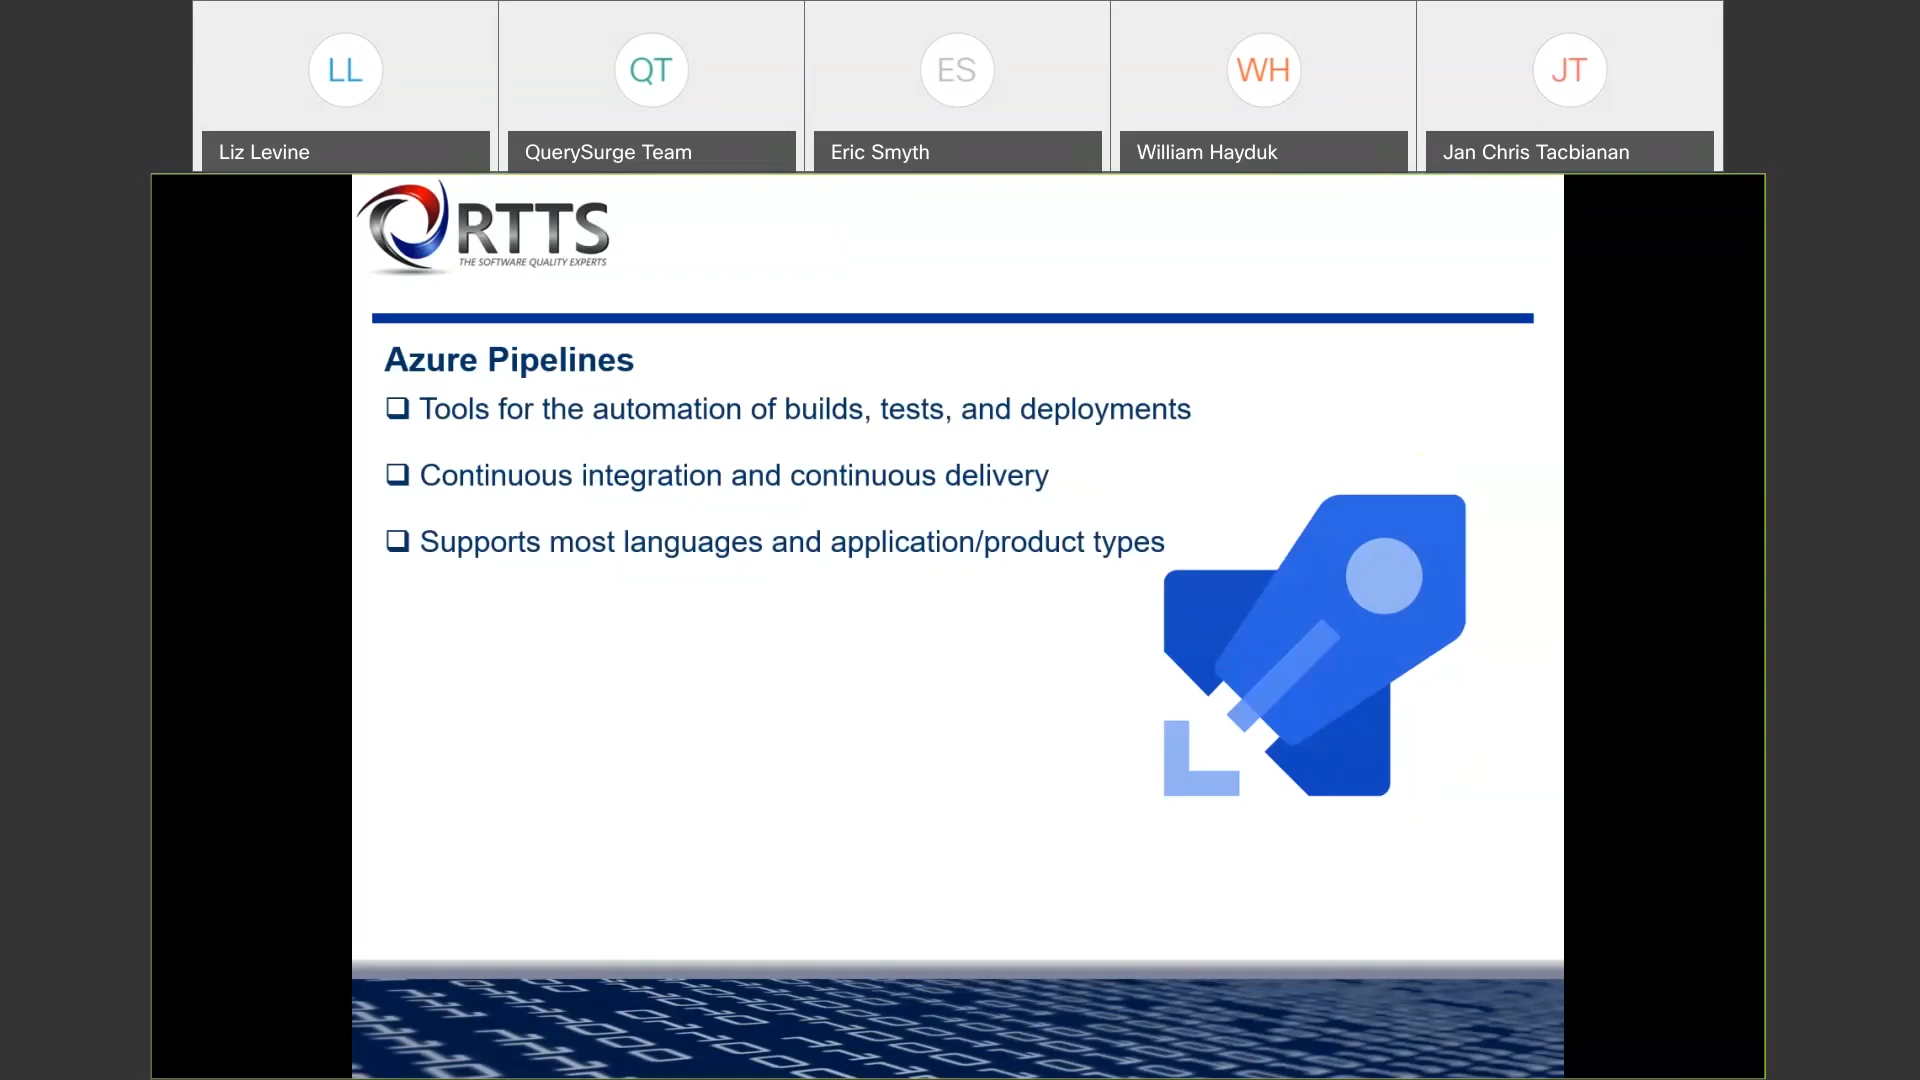 LL
QT
ES
WH
JT
Liz Levine
QuerySurge Team
Eric Smyth
William Hayduk
Jan Chris Tacbianan
RTTS
THE SOFTWARE QUALITY EXPERTS
Azure Pipelines
❑ Tools for the automation of builds, tests, and deployments
❑ Continuous integration and continuous delivery
❑ Supports most languages and application/product types